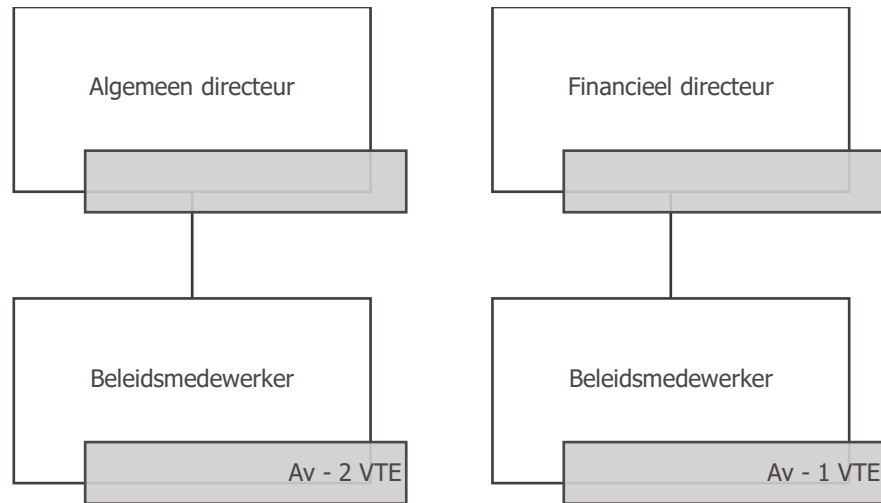 Algemeen directeur
Financieel directeur
Beleidsmedewerker
Av - 2 VTE
Beleidsmedewerker
Av - 1 VTE